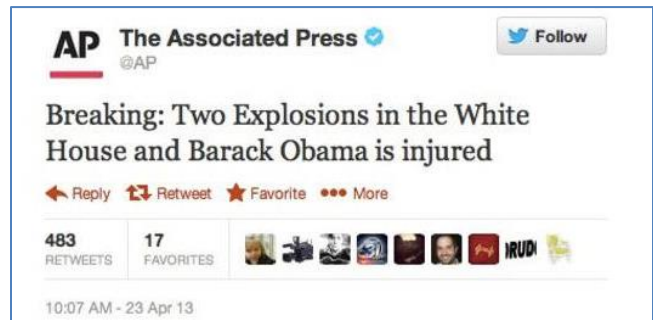 AP The Associated Press Follow
@AP
Breaking: Two Explosions in the White
House and Barack Obama is injured
Reply Retweet Favorite More
483 17
RETWEETS FAVORITES
10:07 AM - 23 Apr 13